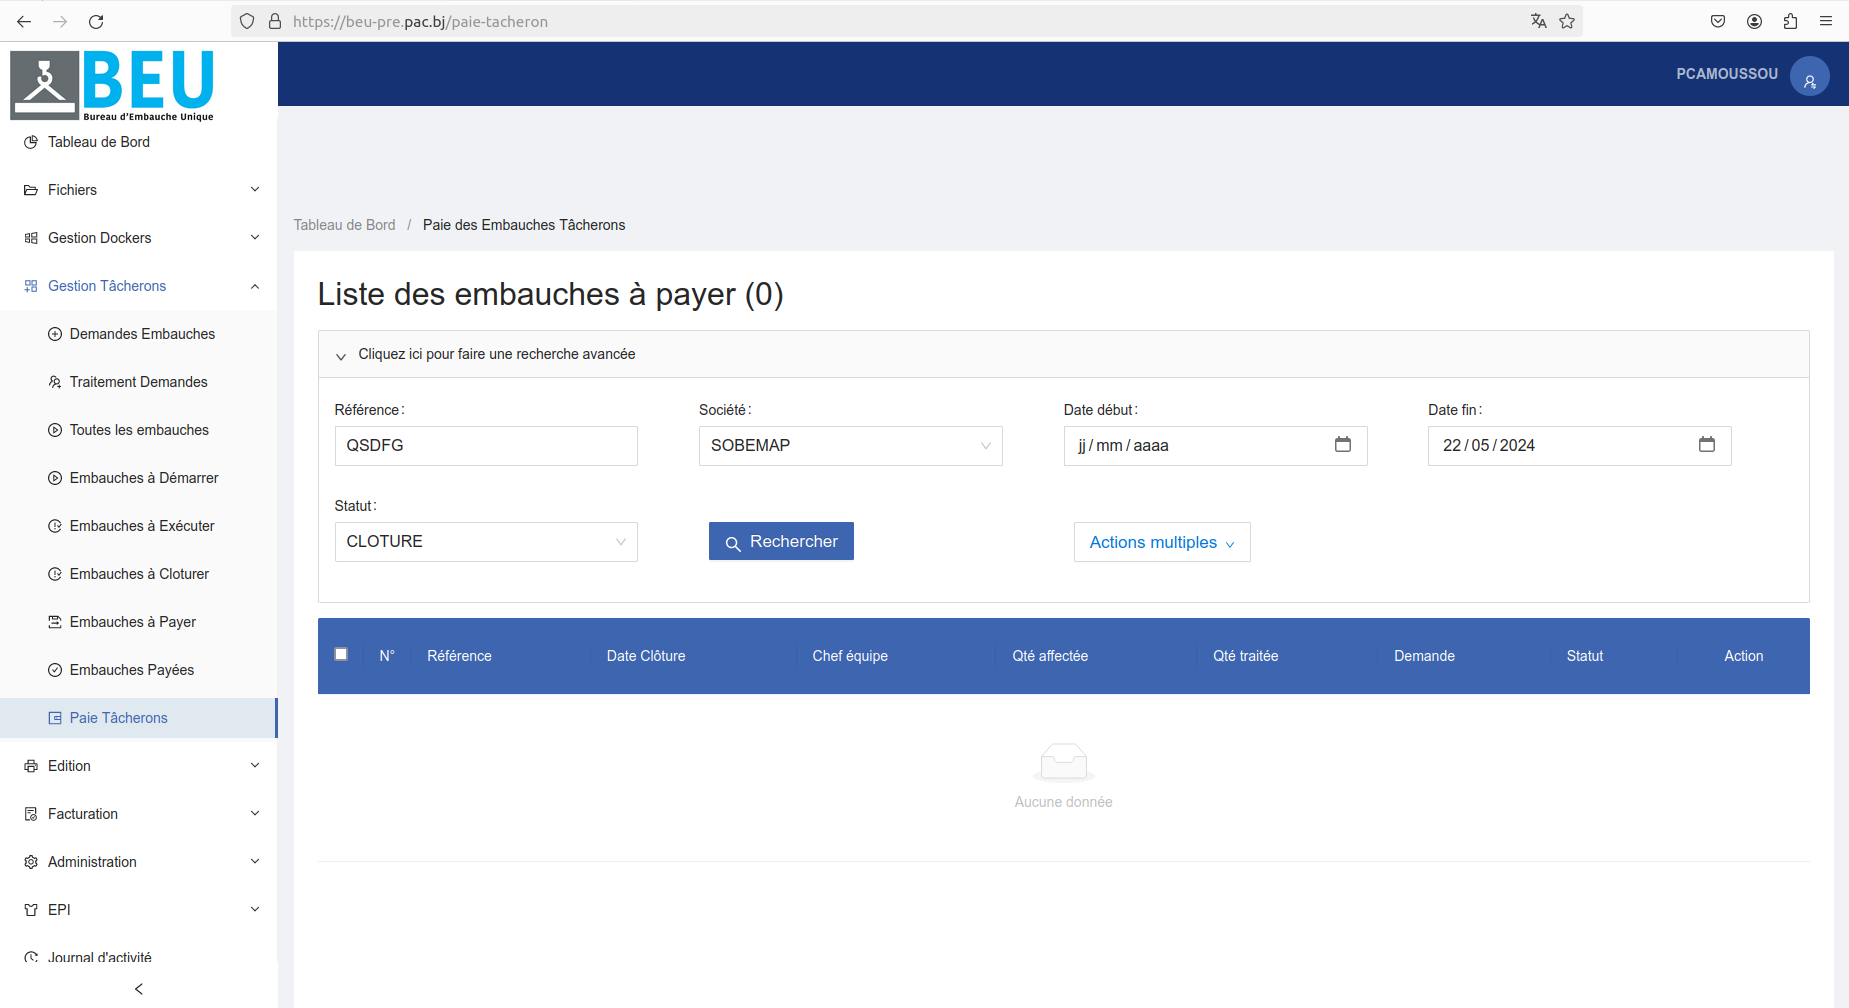 https://beu-pre.pac.bj/paie-tacheron
BEU
Bureau d'Embauche Unique
PCAMOUSSOU
Tableau de Bord
Fichiers
Gestion Dockers
Gestion Tâcherons
Demandes Embauches
Traitement Demandes
Toutes les embauches
Embauches à Démarrer
Embauches à Exécuter
Embauches à Cloturer
Embauches à Payer
Embauches Payées
Paie Tâcherons
Edition
Facturation
Administration
EPI
Journal d'activité
Tableau de Bord / Paie des Embauches Tâcherons
Liste des embauches à payer (0)
Cliquez ici pour faire une recherche avancée
Référence : Société : Date début : Date fin :
QSDFG SOBEMAP jj / mm / aaaa 22 / 05 / 2024
Statut :
CLOTURE Rechercher Actions multiples
N° Référence Date Clôture Chef équipe Qté affectée Qté traitée Demande Statut Action
Aucune donnée